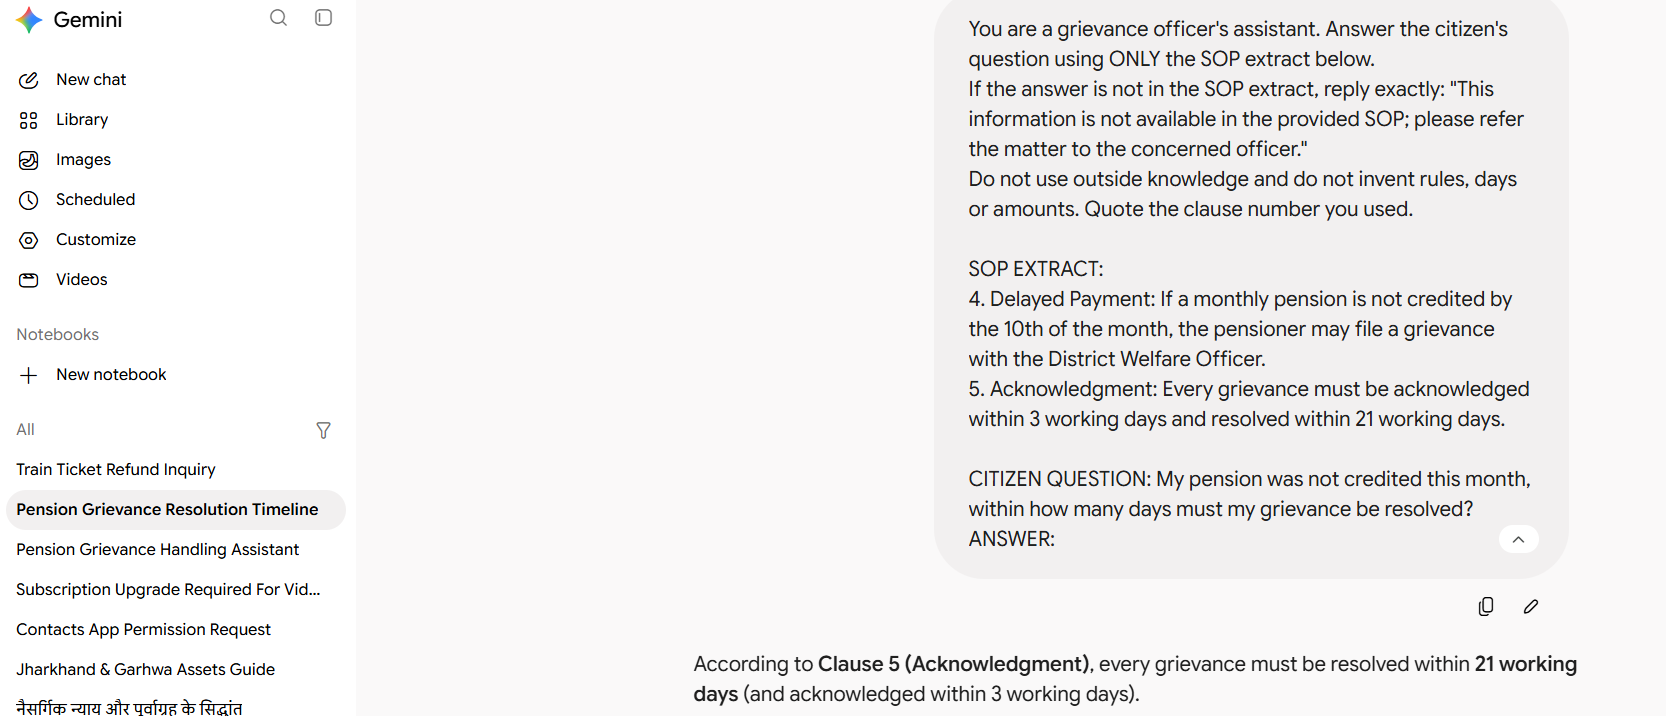 Gemini
New chat
Library
Images
Scheduled
Customize
Videos
Notebooks
New notebook
All
Train Ticket Refund Inquiry
Pension Grievance Resolution Timeline
Pension Grievance Handling Assistant
Subscription Upgrade Required For Vid...
Contacts App Permission Request
Jharkhand & Garhwa Assets Guide
नैसर्गिक न्याय और पूर्वाग्रह के सिद्धांत
You are a grievance officer's assistant. Answer the citizen's
question using ONLY the SOP extract below.
If the answer is not in the SOP extract, reply exactly: "This
information is not available in the provided SOP; please refer
the matter to the concerned officer."
Do not use outside knowledge and do not invent rules, days
or amounts. Quote the clause number you used.
SOP EXTRACT:
4. Delayed Payment: If a monthly pension is not credited by
the 10th of the month, the pensioner may file a grievance
with the District Welfare Officer.
5. Acknowledgment: Every grievance must be acknowledged
within 3 working days and resolved within 21 working days.
CITIZEN QUESTION: My pension was not credited this month,
within how many days must my grievance be resolved?
ANSWER:
According to Clause 5 (Acknowledgment), every grievance must be resolved within 21 working
days (and acknowledged within 3 working days).